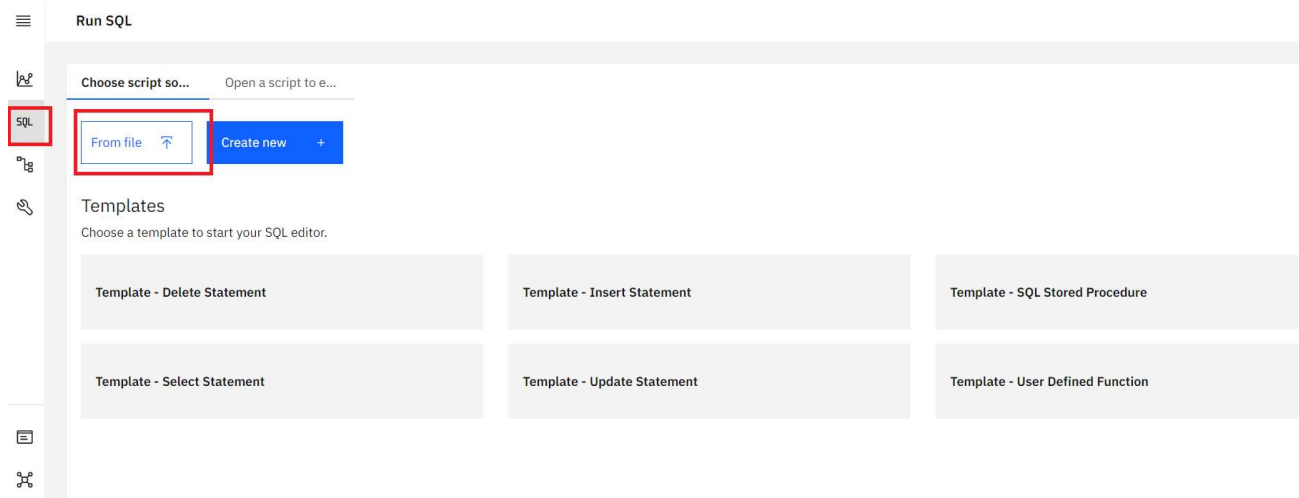 Run SQL
Choose script so... Open a script to e...
SQL
From file Create new +
Templates
Choose a template to start your SQL editor.
Template - Delete Statement Template - Insert Statement Template - SQL Stored Procedure
Template - Select Statement Template - Update Statement Template - User Defined Function